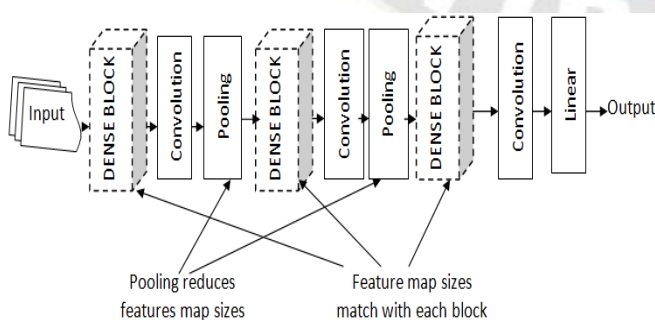 Input
DENSE BLOCK
Convolution
Pooling
DENSE BLOCK
Convolution
Pooling
DENSE BLOCK
Convolution
Linear
Output
Pooling reduces
features map sizes
Feature map sizes
match with each block